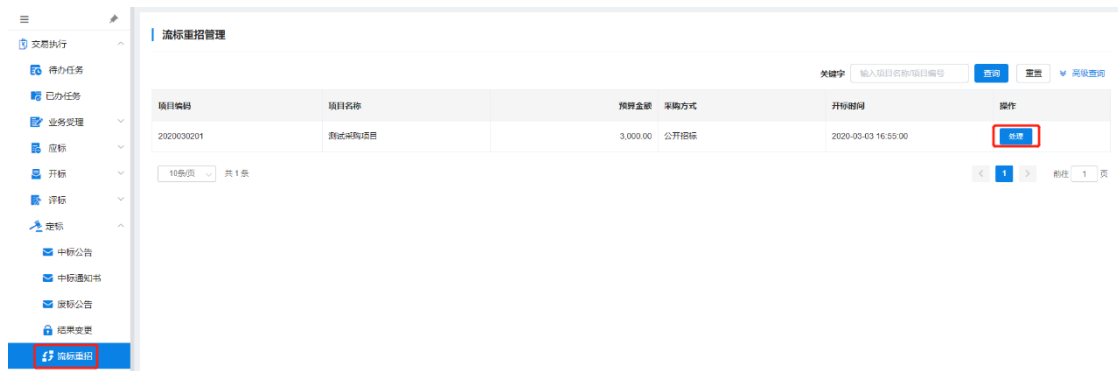 交易执行
待办任务
已办任务
业务受理
应标
开标
评标
定标
中标公告
中标通知书
废标公告
结果变更
流标重招
流标重招管理
关键字 输入项目名称/项目编号 查询 重置 高级查询
项目编码 项目名称 预算金额 采购方式 开标时间 操作
2020030201 测试采购项目 3,000.00 公开招标 2020-03-03 16:55:00 处理
10条/页 共 1 条 1 前往 1 页